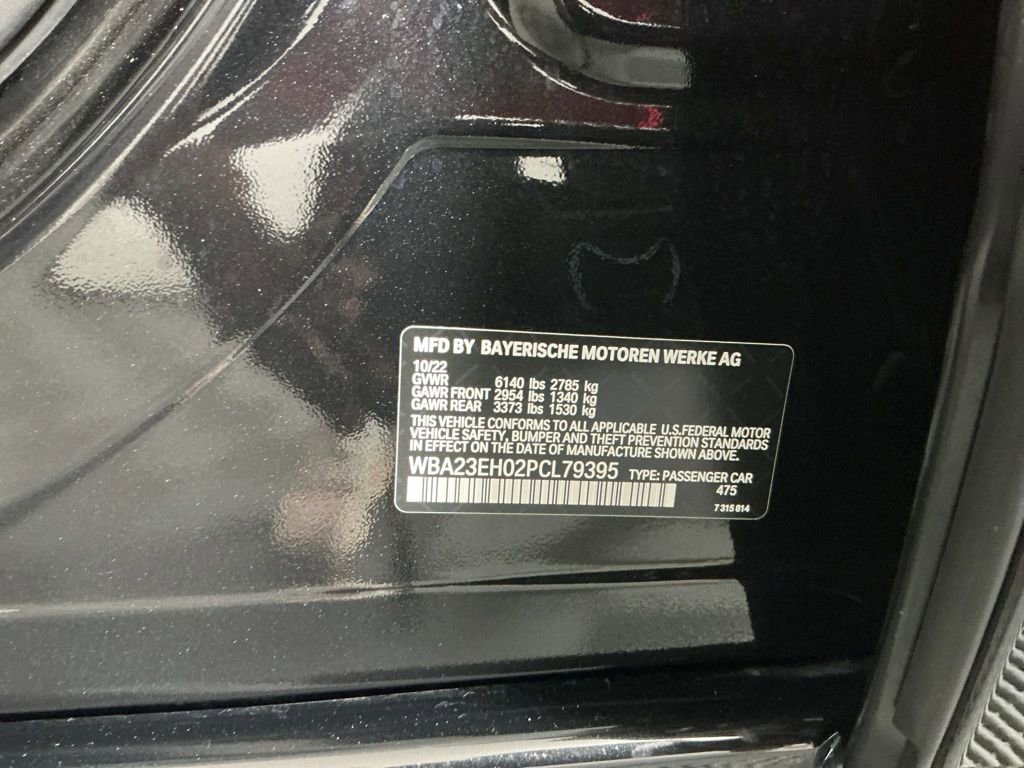 MFD BY BAYERISCHE MOTOREN WERKE AG
10/22
GVWR 6140 lbs 2785 kg
GAWR FRONT 2954 lbs 1340 kg
GAWR REAR 3373 lbs 1530 kg
THIS VEHICLE CONFORMS TO ALL APPLICABLE U.S.FEDERAL MOTOR
VEHICLE SAFETY, BUMPER AND THEFT PREVENTION STANDARDS
IN EFFECT ON THE DATE OF MANUFACTURE SHOWN ABOVE.
WBA23EH02PCL79395 TYPE: PASSENGER CAR
475
7 315 814